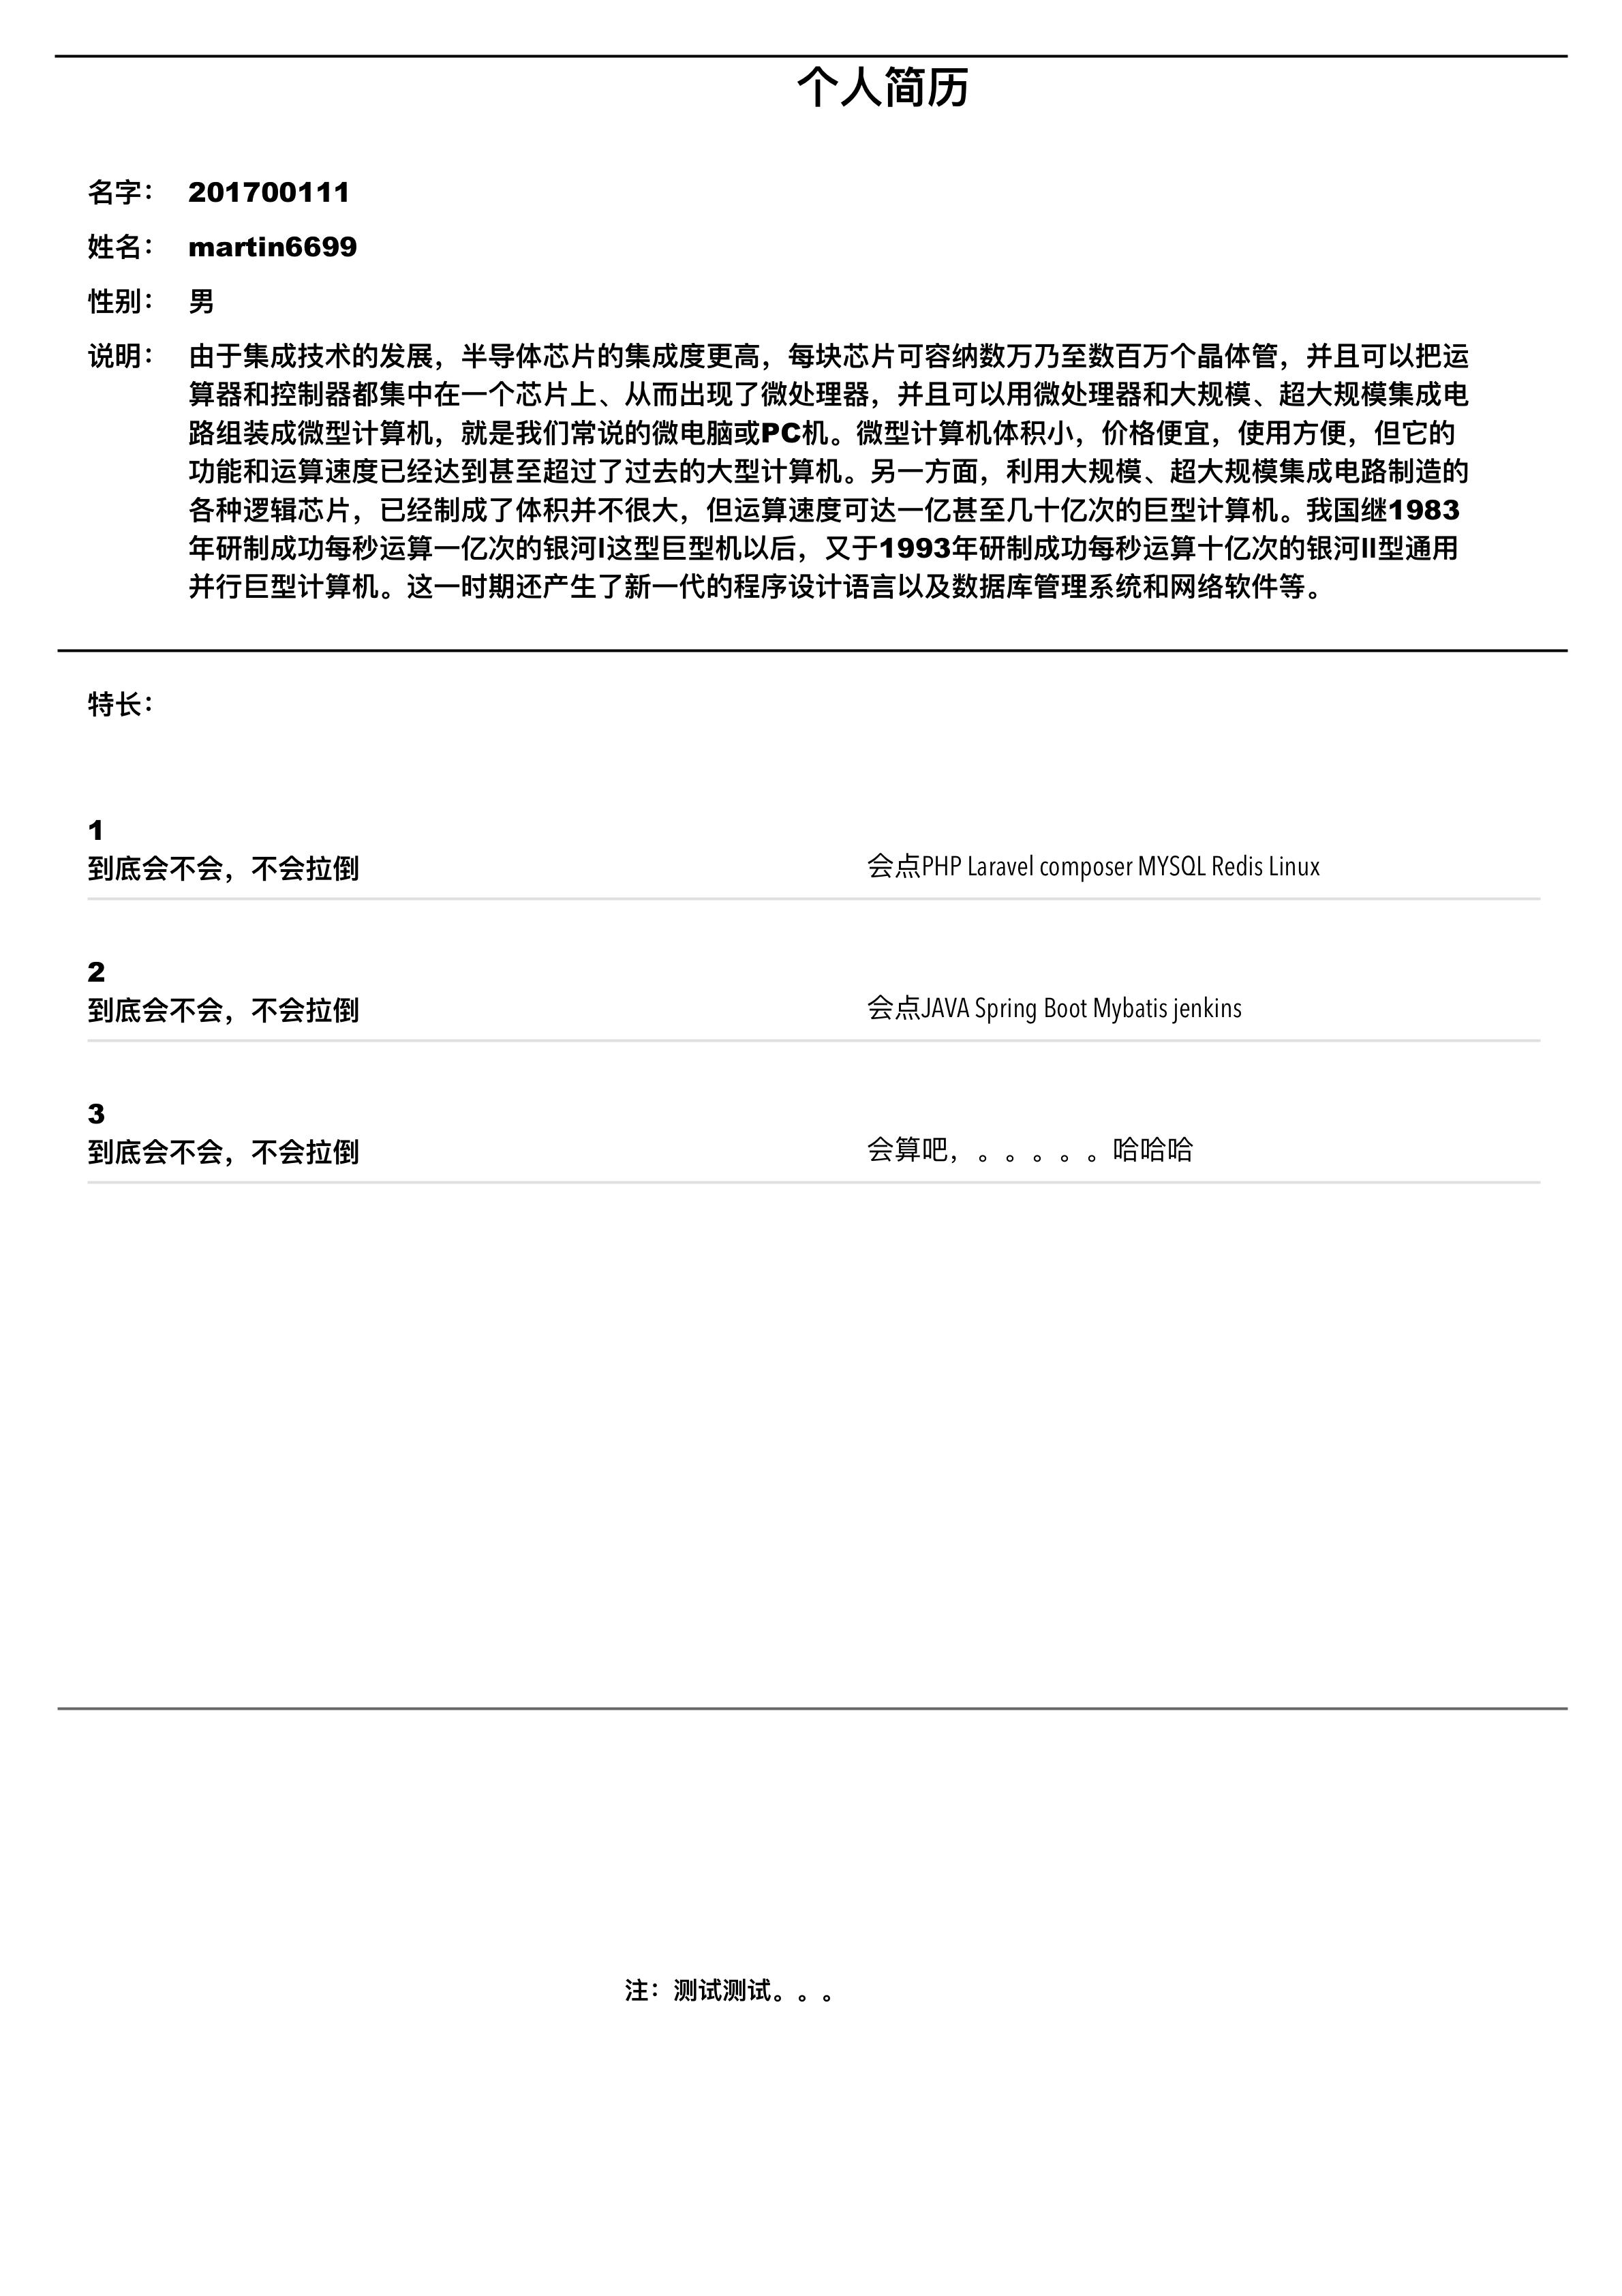 个人简历
名字： 201700111
姓名： martin6699
性别： 男
说明： 由于集成技术的发展，半导体芯片的集成度更高，每块芯片可容纳数万乃至数百万个晶体管，并且可以把运
算器和控制器都集中在一个芯片上、从而出现了微处理器，并且可以用微处理器和大规模、超大规模集成电
路组装成微型计算机，就是我们常说的微电脑或PC机。微型计算机体积小，价格便宜，使用方便，但它的
功能和运算速度已经达到甚至超过了过去的大型计算机。另一方面，利用大规模、超大规模集成电路制造的
各种逻辑芯片，已经制成了体积并不很大，但运算速度可达一亿甚至几十亿次的巨型计算机。我国继1983
年研制成功每秒运算一亿次的银河I这型巨型机以后，又于1993年研制成功每秒运算十亿次的银河II型通用
并行巨型计算机。这一时期还产生了新一代的程序设计语言以及数据库管理系统和网络软件等。
特长：
1
到底会不会，不会拉倒 会点PHP Laravel composer MYSQL Redis Linux
2
到底会不会，不会拉倒 会点JAVA Spring Boot Mybatis jenkins
3
到底会不会，不会拉倒 会算吧，。。。。。哈哈哈
注：测试测试。。。